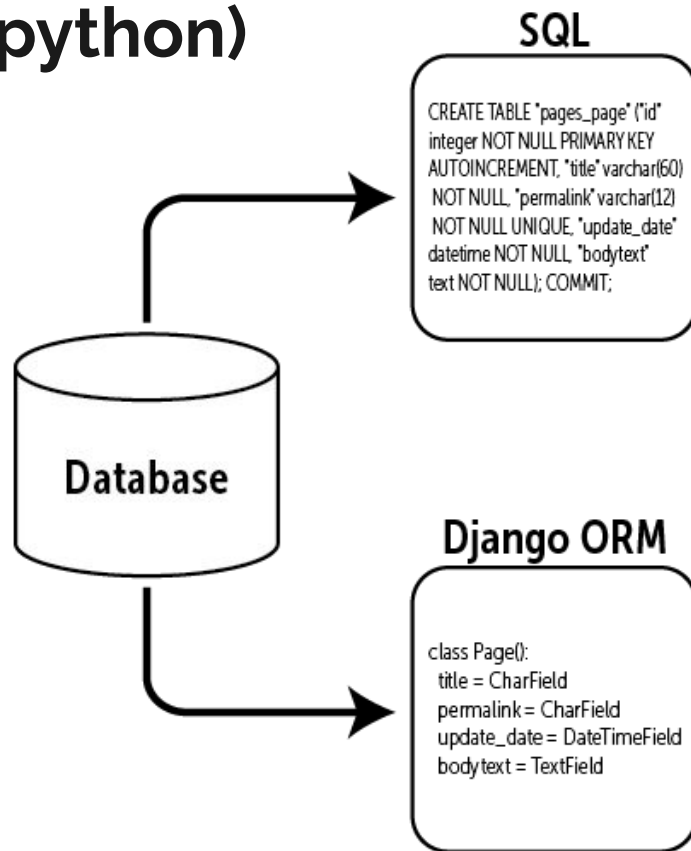 python)
SQL
CREATE TABLE "pages_page" ("id"
integer NOT NULL PRIMARY KEY
AUTOINCREMENT, "title" varchar(60)
NOT NULL, "permalink" varchar(12)
NOT NULL UNIQUE, "update_date"
datetime NOT NULL, "bodytext"
text NOT NULL); COMMIT;
Database
Django ORM
class Page():
title = CharField
permalink = CharField
update_date = DateTimeField
bodytext = TextField